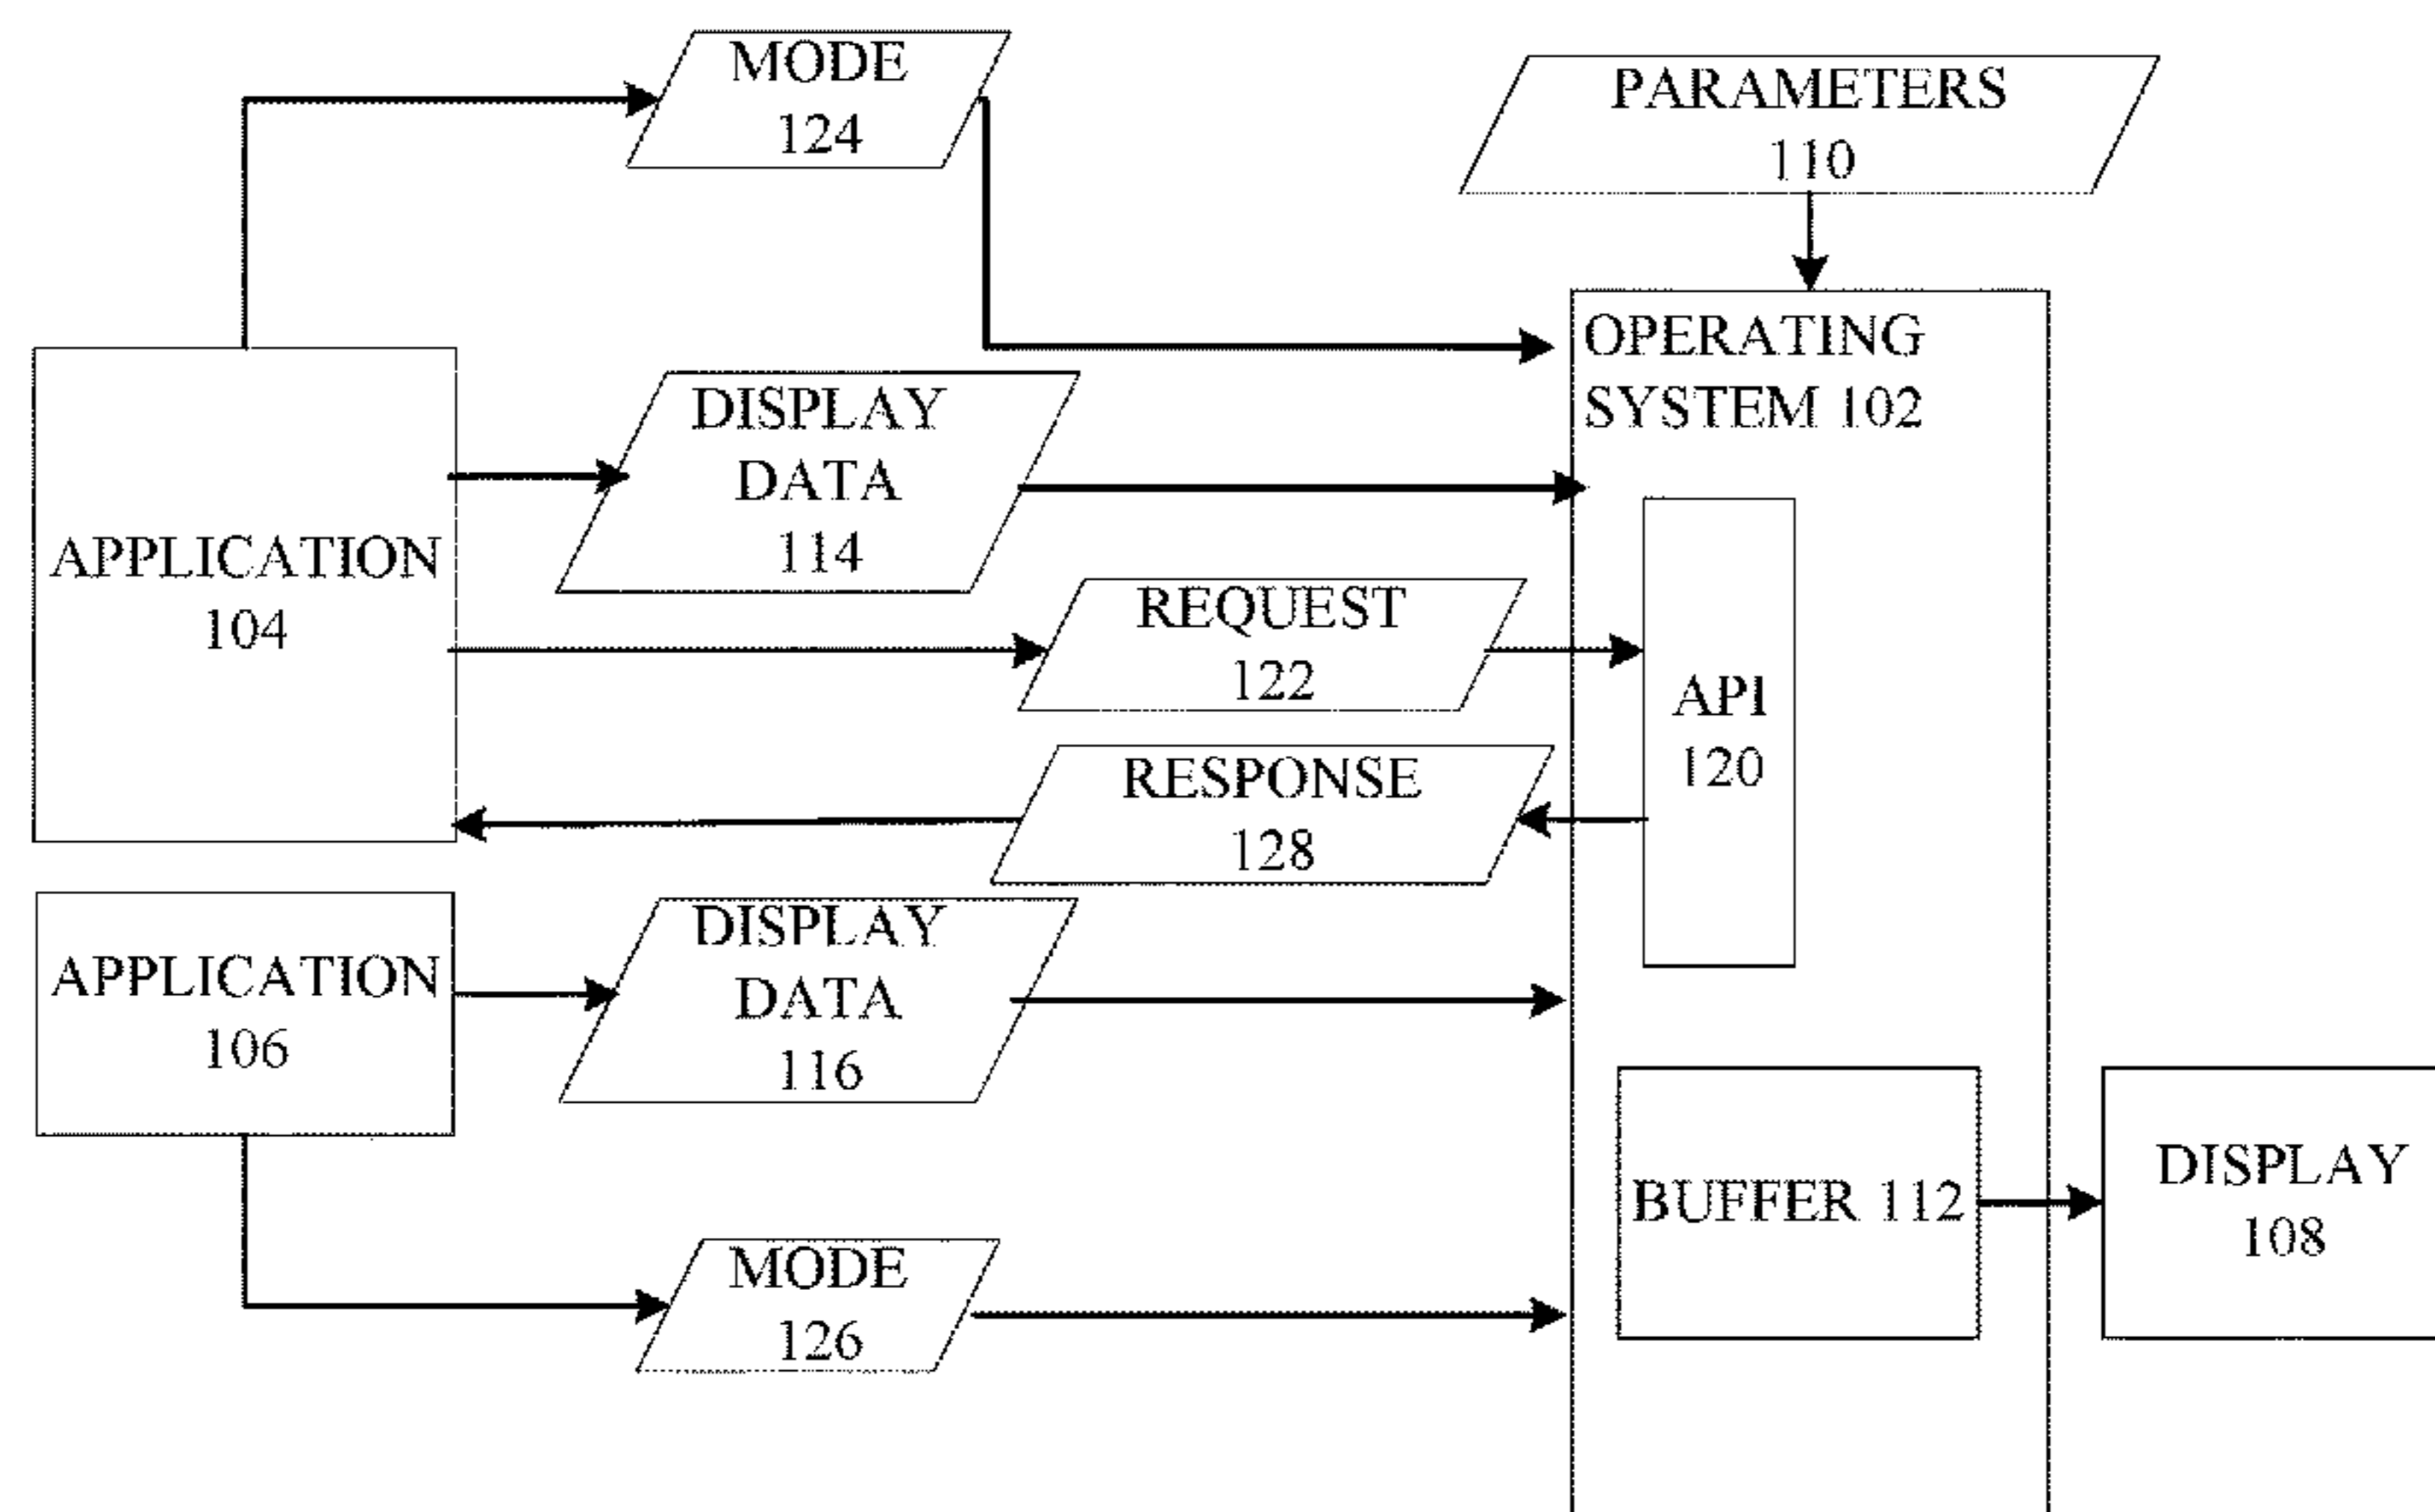 MODE
124
PARAMETERS
110
OPERATING
SYSTEM 102
DISPLAY
DATA
114
APPLICATION
104
REQUEST
122
API
120
RESPONSE
128
DISPLAY
DATA
116
APPLICATION
106
BUFFER 112
DISPLAY
108
MODE
126